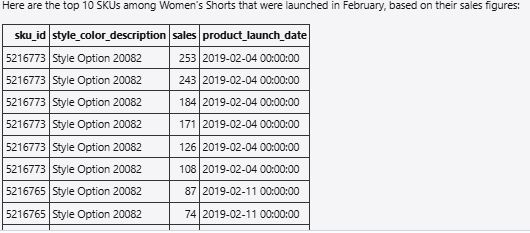 Here are the top 10 SKUs among Women's Shorts that were launched in February, based on their sales figures:
sku_id style_color_description sales product_launch_date
5216773 Style Option 20082 253 2019-02-04 00:00:00
5216773 Style Option 20082 243 2019-02-04 00:00:00
5216773 Style Option 20082 184 2019-02-04 00:00:00
5216773 Style Option 20082 171 2019-02-04 00:00:00
5216773 Style Option 20082 126 2019-02-04 00:00:00
5216773 Style Option 20082 108 2019-02-04 00:00:00
5216765 Style Option 20082 87 2019-02-11 00:00:00
5216765 Style Option 20082 74 2019-02-11 00:00:00